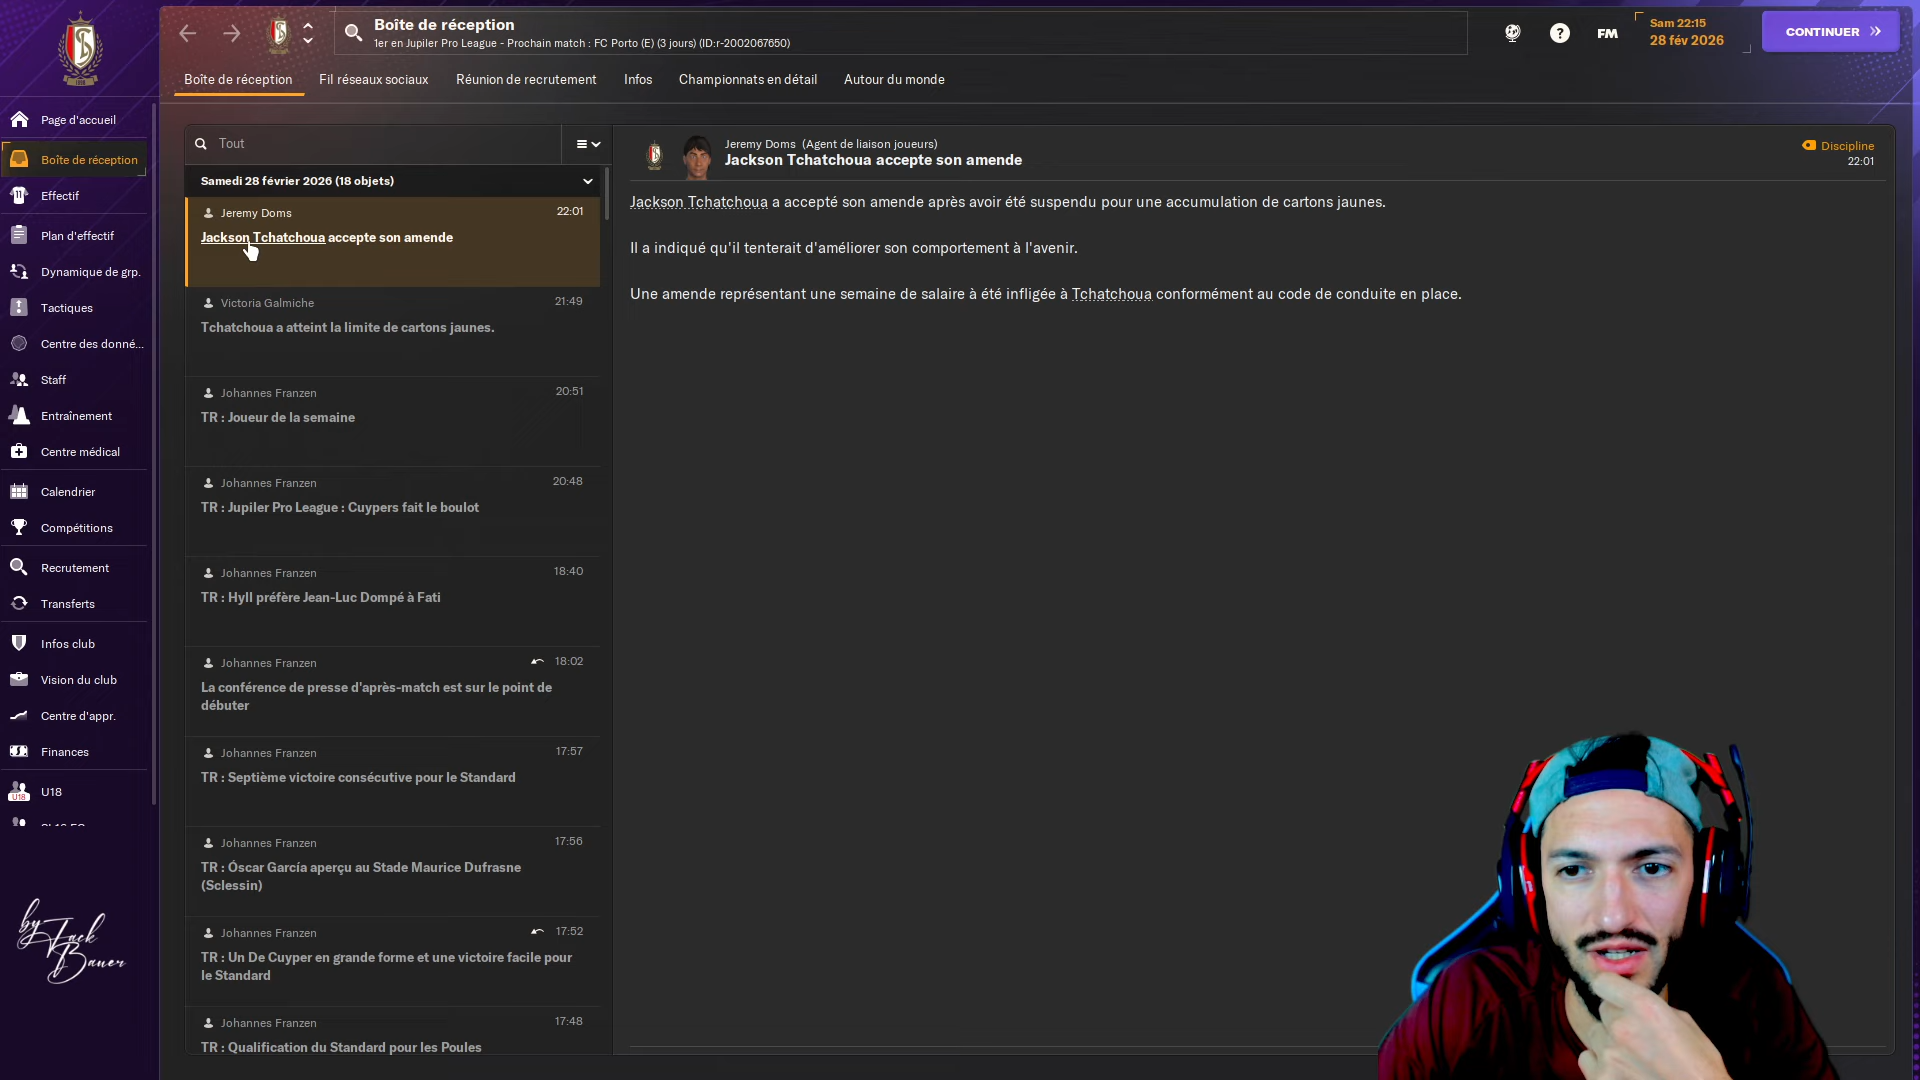 Boîte de réception
1er en Jupiler Pro League - Prochain match : FC Porto (E) (3 jours) (ID:r-2002067650)
FM
Sam 22:15
28 fév 2026
CONTINUER
Boîte de réception
Fil réseaux sociaux
Réunion de recrutement
Infos
Championnats en détail
Autour du monde
Page d'accueil
Boîte de réception
Effectif
Plan d'effectif
Dynamique de grp.
Tactiques
Centre des donné...
Staff
Entraînement
Centre médical
Calendrier
Compétitions
Recrutement
Transferts
Infos club
Vision du club
Centre d'appr.
Finances
U18
by Jack
Bauer
Tout
Samedi 28 février 2026 (18 objets)
Jeremy Doms 22:01
Jackson Tchatchoua accepte son amende
Victoria Galmiche 21:49
Tchatchoua a atteint la limite de cartons jaunes.
Johannes Franzen 20:51
TR : Joueur de la semaine
Johannes Franzen 20:48
TR : Jupiler Pro League : Cuypers fait le boulot
Johannes Franzen 18:40
TR : Hyll préfère Jean-Luc Dompé à Fati
Johannes Franzen 18:02
La conférence de presse d'après-match est sur le point de
débuter
Johannes Franzen 17:57
TR : Septième victoire consécutive pour le Standard
Johannes Franzen 17:56
TR : Óscar García aperçu au Stade Maurice Dufrasne
(Sclessin)
Johannes Franzen 17:52
TR : Un De Cuyper en grande forme et une victoire facile pour
le Standard
Johannes Franzen 17:48
TR : Qualification du Standard pour les Poules
Jeremy Doms (Agent de liaison joueurs)
Jackson Tchatchoua accepte son amende
Discipline
22:01
Jackson Tchatchoua a accepté son amende après avoir été suspendu pour une accumulation de cartons jaunes.
Il a indiqué qu'il tenterait d'améliorer son comportement à l'avenir.
Une amende représentant une semaine de salaire à été infligée à Tchatchoua conformément au code de conduite en place.